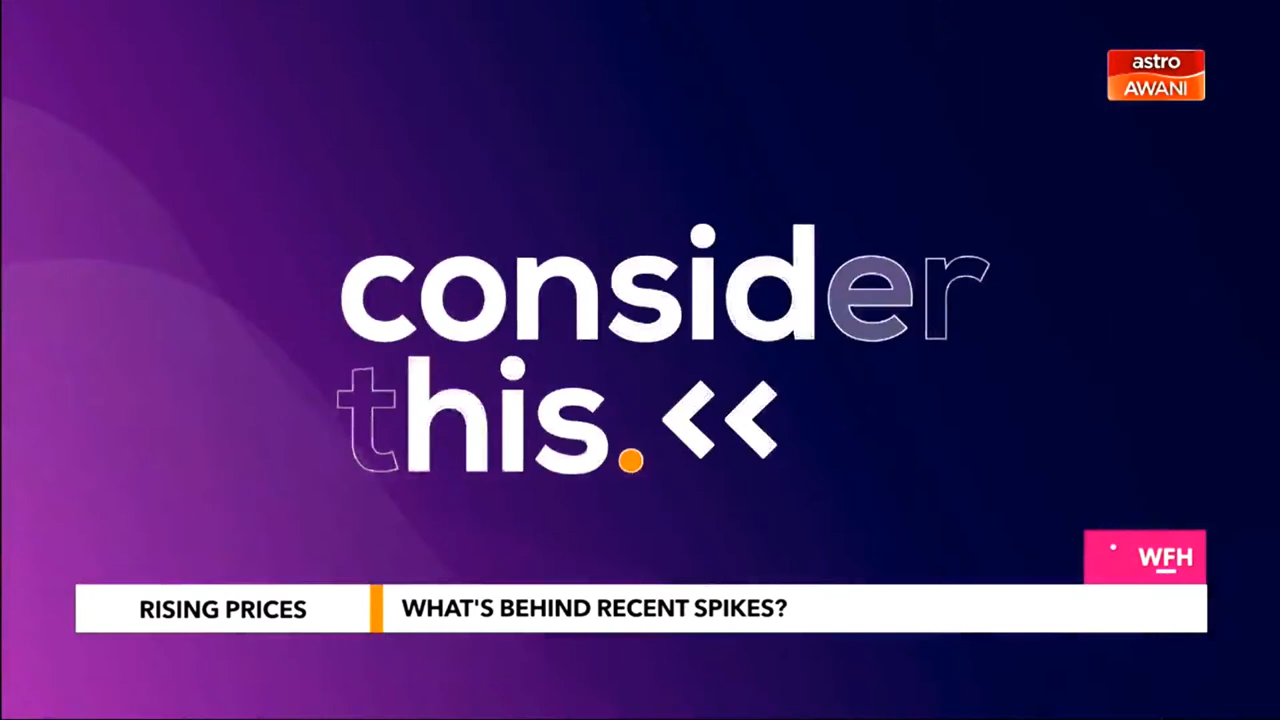 astro
AWANI
consider
this.
WFH
RISING PRICES
WHAT'S BEHIND RECENT SPIKES?